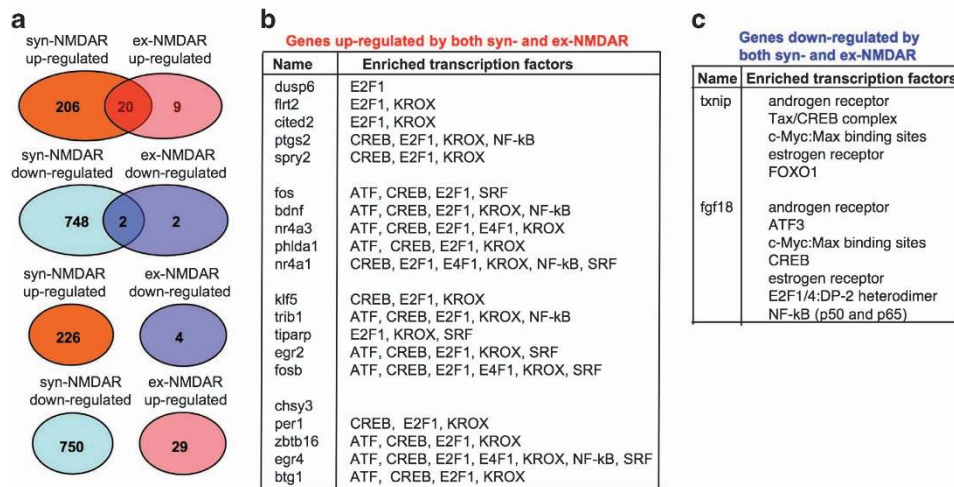 a
syn-NMDAR up-regulated
ex-NMDAR up-regulated
206
20
9
syn-NMDAR down-regulated
ex-NMDAR down-regulated
748
2
2
syn-NMDAR up-regulated
ex-NMDAR down-regulated
226
4
syn-NMDAR down-regulated
ex-NMDAR up-regulated
750
29
b
Genes up-regulated by both syn- and ex-NMDAR
Name Enriched transcription factors
dusp6 E2F1
flrt2 E2F1, KROX
cited2 E2F1, KROX
ptgs2 CREB, E2F1, KROX, NF-kB
spry2 CREB, E2F1, KROX
fos ATF, CREB, E2F1, SRF
bdnf ATF, CREB, E2F1, KROX, NF-kB
nr4a3 ATF, CREB, E2F1, E4F1, KROX
phlda1 ATF, CREB, E2F1, KROX
nr4a1 CREB, E2F1, E4F1, KROX, NF-kB, SRF
klf5 CREB, E2F1, KROX
trib1 ATF, CREB, E2F1, KROX, NF-kB
tiparp E2F1, KROX, SRF
egr2 ATF, CREB, E2F1, KROX, SRF
fosb ATF, CREB, E2F1, E4F1, KROX, SRF
chsy3
per1 CREB, E2F1, KROX
zbtb16 ATF, CREB, E2F1, KROX
egr4 ATF, CREB, E2F1, E4F1, KROX, NF-kB, SRF
btg1 ATF, CREB, E2F1, KROX
c
Genes down-regulated by
both syn- and ex-NMDAR
Name Enriched transcription factors
txnip androgen receptor
Tax/CREB complex
c-Myc:Max binding sites
estrogen receptor
FOXO1
fgf18 androgen receptor
ATF3
c-Myc:Max binding sites
CREB
estrogen receptor
E2F1/4:DP-2 heterodimer
NF-kB (p50 and p65)